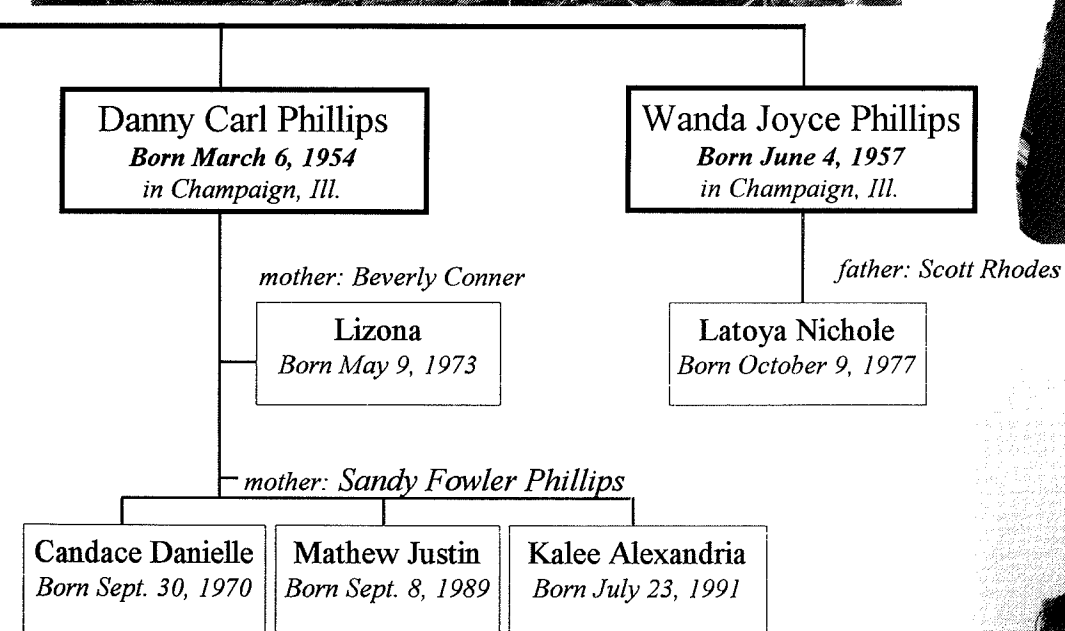 Danny Carl Phillips
Born March 6, 1954
in Champaign, Ill.
Wanda Joyce Phillips
Born June 4, 1957
in Champaign, Ill.
mother: Beverly Conner
father: Scott Rhodes
Lizona
Born May 9, 1973
Latoya Nichole
Born October 9, 1977
mother: Sandy Fowler Phillips
Candace Danielle
Born Sept. 30, 1970
Mathew Justin
Born Sept. 8, 1989
Kalee Alexandria
Born July 23, 1991